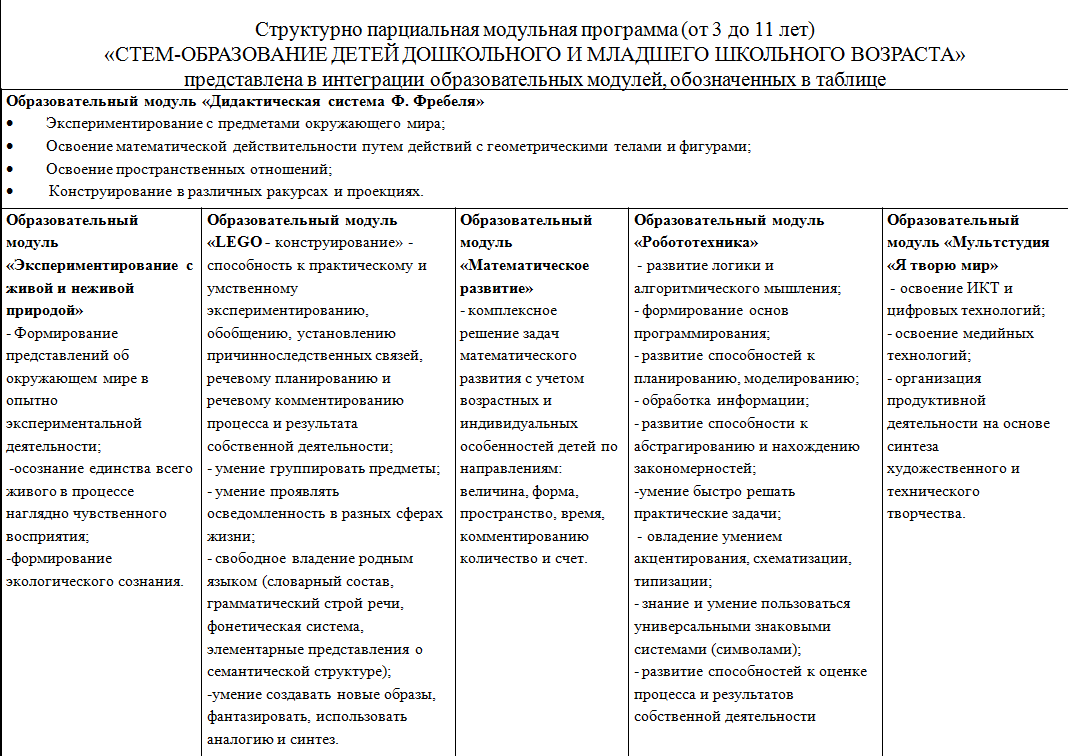 Структурно парциальная модульная программа (от 3 до 11 лет)
«СТЕМ-ОБРАЗОВАНИЕ ДЕТЕЙ ДОШКОЛЬНОГО И МЛАДШЕГО ШКОЛЬНОГО ВОЗРАСТА»
представлена в интеграции образовательных модулей, обозначенных в таблице
Образовательный модуль «Дидактическая система Ф. Фребеля»
• Экспериментирование с предметами окружающего мира;
• Освоение математической действительности путем действий с геометрическими телами и фигурами;
• Освоение пространственных отношений;
• Конструирование в различных ракурсах и проекциях.
Образовательный
модуль
«Экспериментирование с
живой и неживой
природой»
- Формирование
представлений об
окружающем мире в
опытно
экспериментальной
деятельности;
-осознание единства всего
живого в процессе
наглядно чувственного
восприятия;
-формирование
экологического сознания.
Образовательный модуль
«LEGO - конструирование» -
способность к практическому и
умственному
экспериментированию,
обобщению, установлению
причинноследственных связей,
речевому планированию и
речевому комментированию
процесса и результата
собственной деятельности;
- умение группировать предметы;
- умение проявлять
осведомленность в разных сферах
жизни;
- свободное владение родным
языком (словарный состав,
грамматический строй речи,
фонетическая система,
элементарные представления о
семантической структуре);
-умение создавать новые образы,
фантазировать, использовать
аналогию и синтез.
Образовательный
модуль
«Математическое
развитие»
- комплексное
решение задач
математического
развития с учетом
возрастных и
индивидуальных
особенностей детей по
направлениям:
величина, форма,
пространство, время,
комментированию
количество и счет.
Образовательный модуль
«Робототехника»
- развитие логики и
алгоритмического мышления;
- формирование основ
программирования;
- развитие способностей к
планированию, моделированию;
- обработка информации;
- развитие способности к
абстрагированию и нахождению
закономерностей;
-умение быстро решать
практические задачи;
- овладение умением
акцентирования, схематизации,
типизации;
- знание и умение пользоваться
универсальными знаковыми
системами (символами);
- развитие способностей к оценке
процесса и результатов
собственной деятельности
Образовательный
модуль «Мультстудия
«Я творю мир»
- освоение ИКТ и
цифровых технологий;
- освоение медийных
технологий;
- организация
продуктивной
деятельности на основе
синтеза
художественного и
технического
творчества.